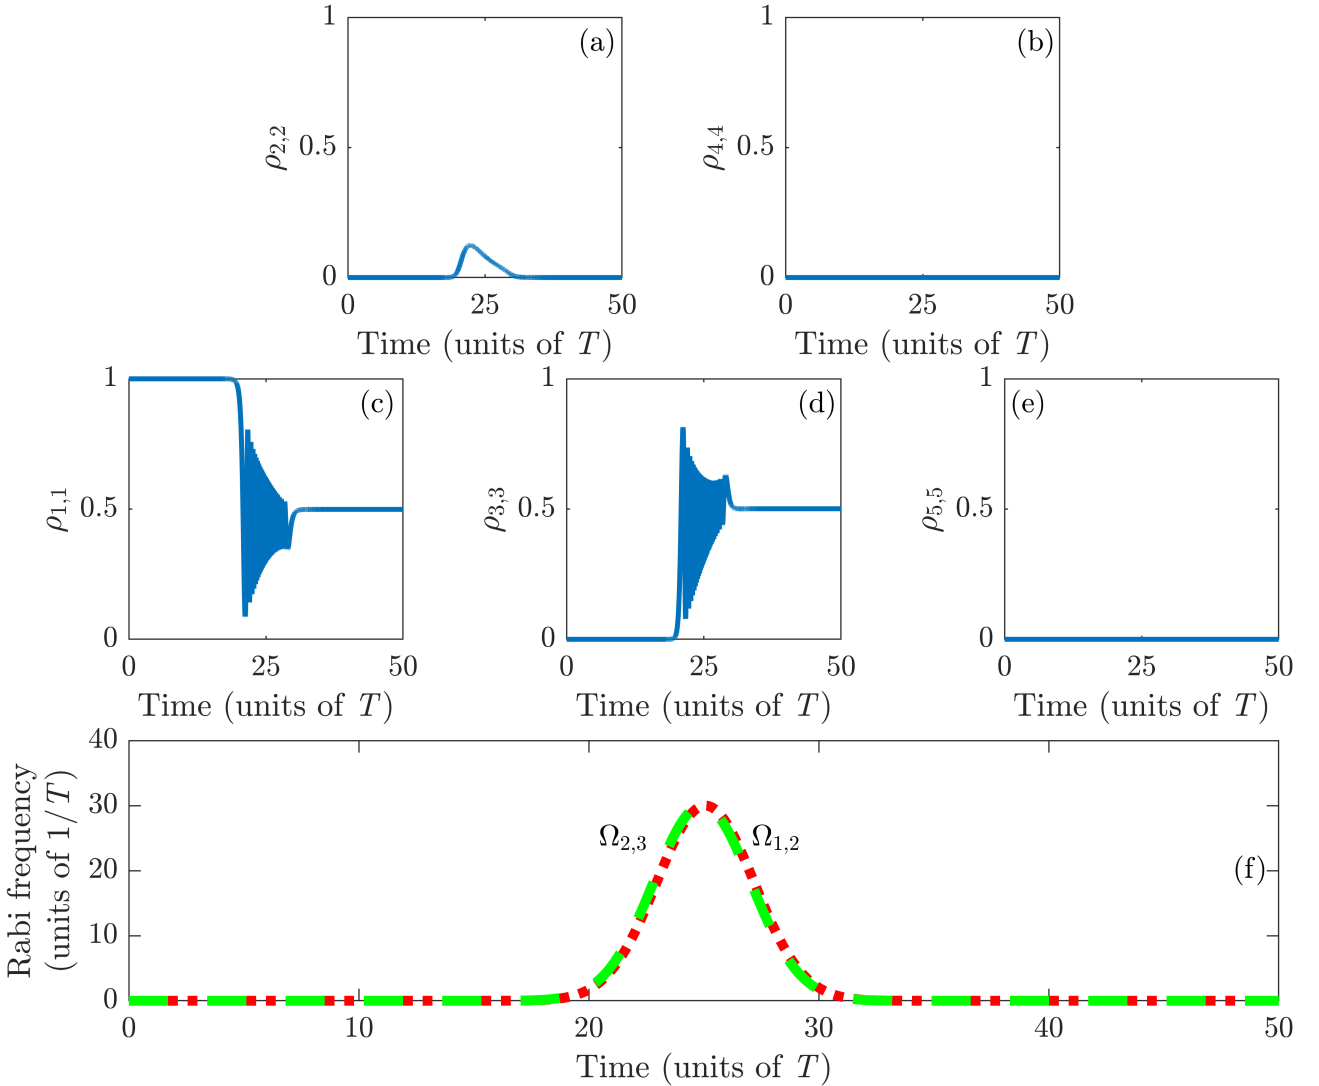 1
(a)
ρ2,2
0.5
0
0
25
50
Time (units of T)
1
(b)
ρ4,4
0.5
0
0
25
50
Time (units of T)
1
(c)
ρ1,1
0.5
0
0
25
50
Time (units of T)
1
(d)
ρ3,3
0.5
0
0
25
50
Time (units of T)
1
(e)
ρ5,5
0.5
0
0
25
50
Time (units of T)
Rabi frequency
(units of 1/T)
40
30
20
10
0
Ω2,3
Ω1,2
(f)
0
10
20
30
40
50
Time (units of T)